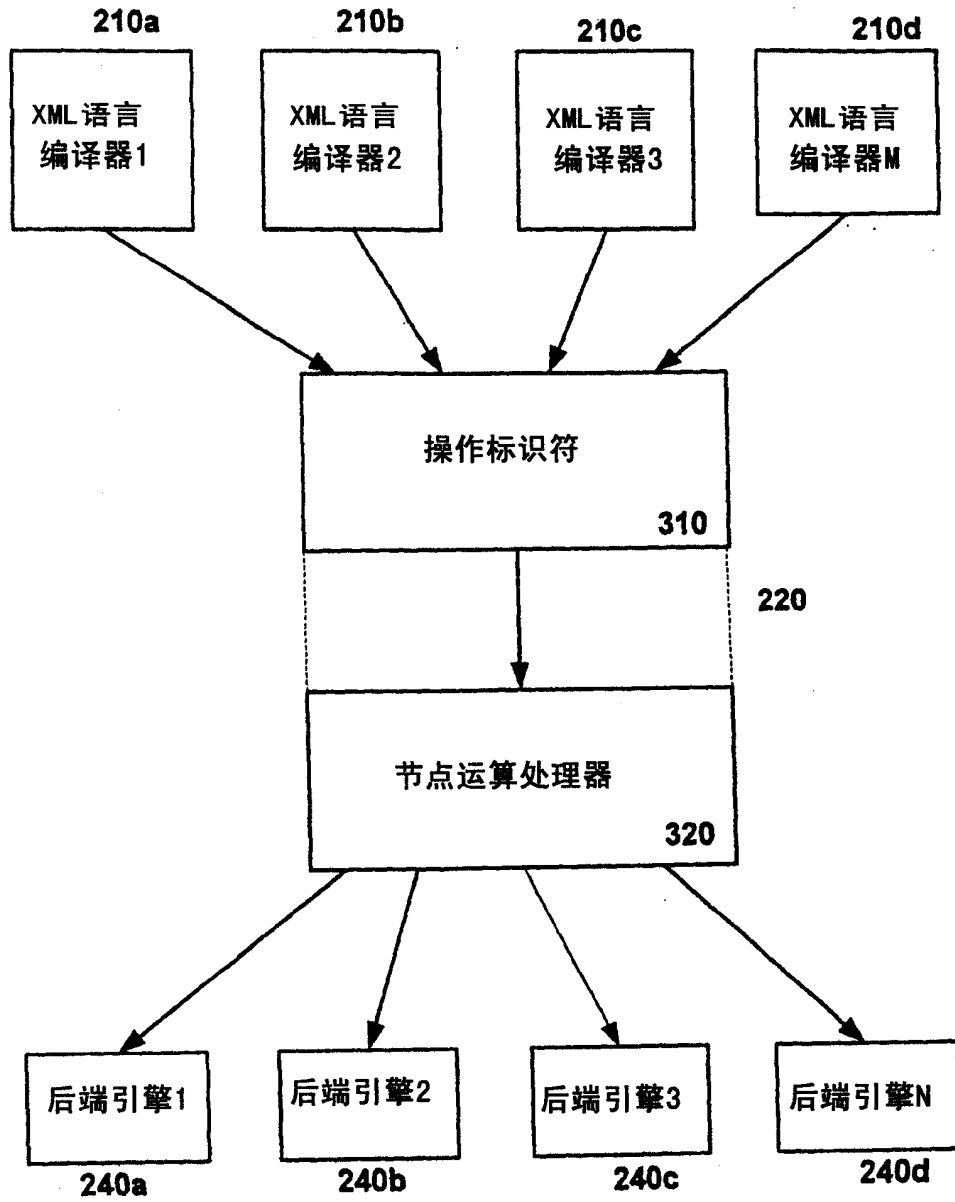 210a
210b
210c
210d
XML语言
编译器1
XML语言
编译器2
XML语言
编译器3
XML语言
编译器M
操作标识符
310
220
节点运算处理器
320
后端引擎1
后端引擎2
后端引擎3
后端引擎N
240a
240b
240c
240d